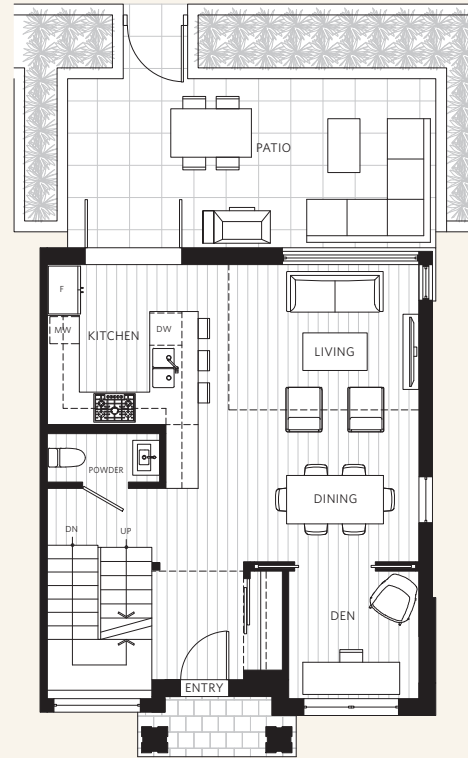 PATIO
F
MW
KITCHEN
DW
LIVING
POWDER
DINING
DN
UP
DEN
ENTRY